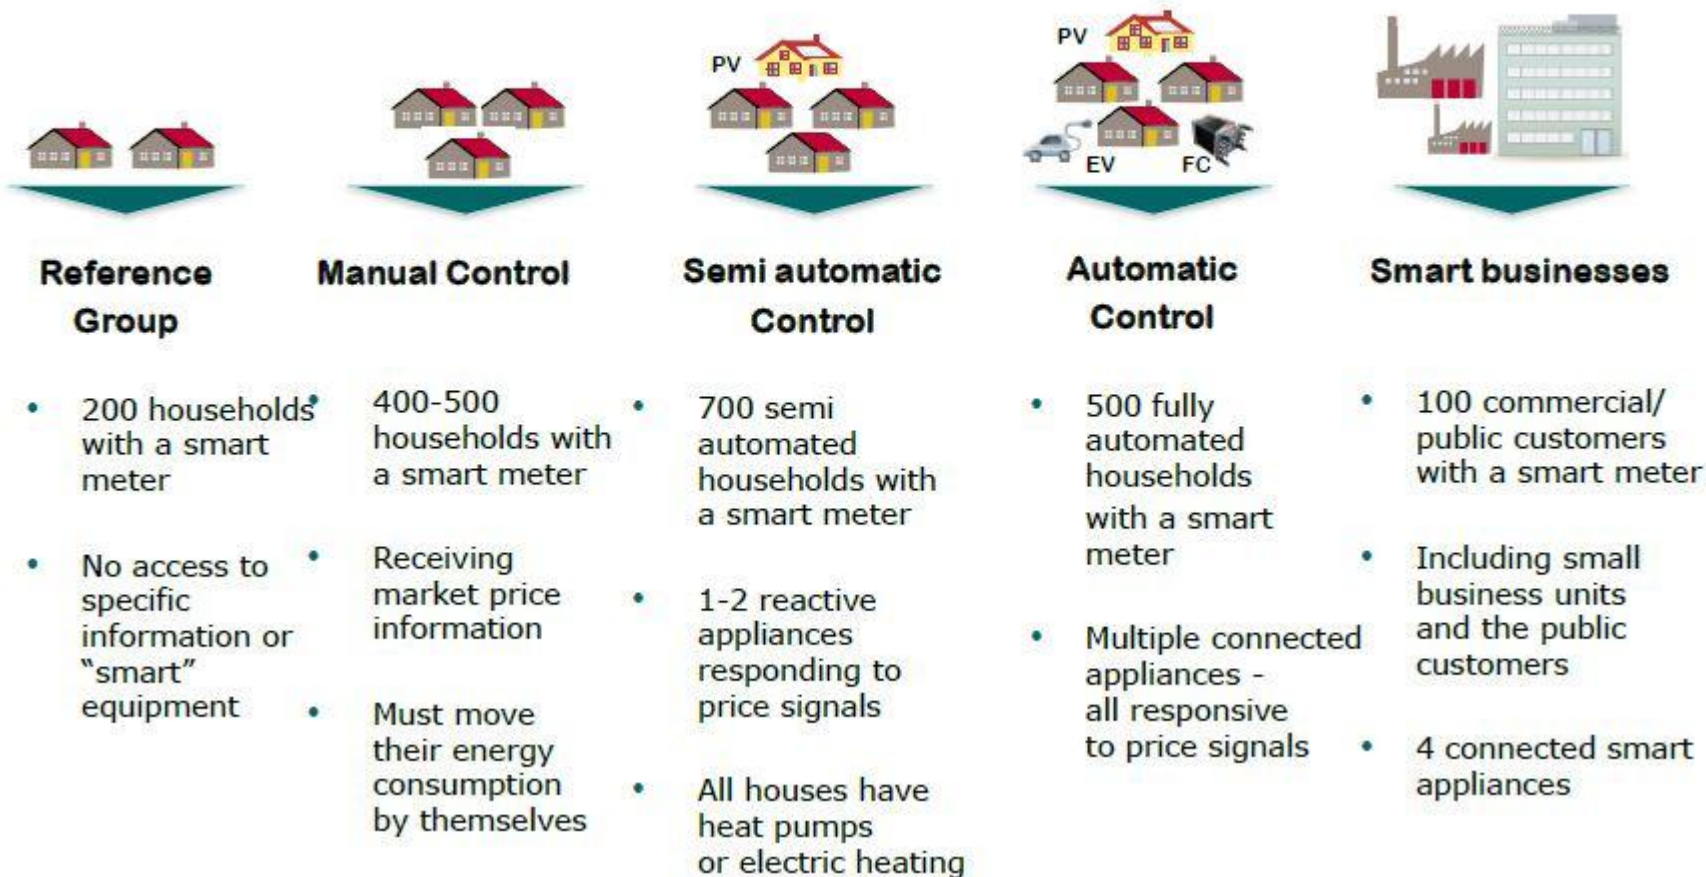 PV
PV
EV
FC
Reference
Group
• 200 households
with a smart
meter
• No access to
specific
information or
“smart”
equipment
Manual Control
• 400-500
households with
a smart meter
• Receiving
market price
information
• Must move
their energy
consumption
by themselves
Semi automatic
Control
• 700 semi
automated
households with
a smart meter
• 1-2 reactive
appliances
responding to
price signals
• All houses have
heat pumps
or electric heating
Automatic
Control
• 500 fully
automated
households
with a smart
meter
• Multiple connected
appliances -
all responsive
to price signals
Smart businesses
• 100 commercial/
public customers
with a smart meter
• Including small
business units
and the public
customers
• 4 connected smart
appliances